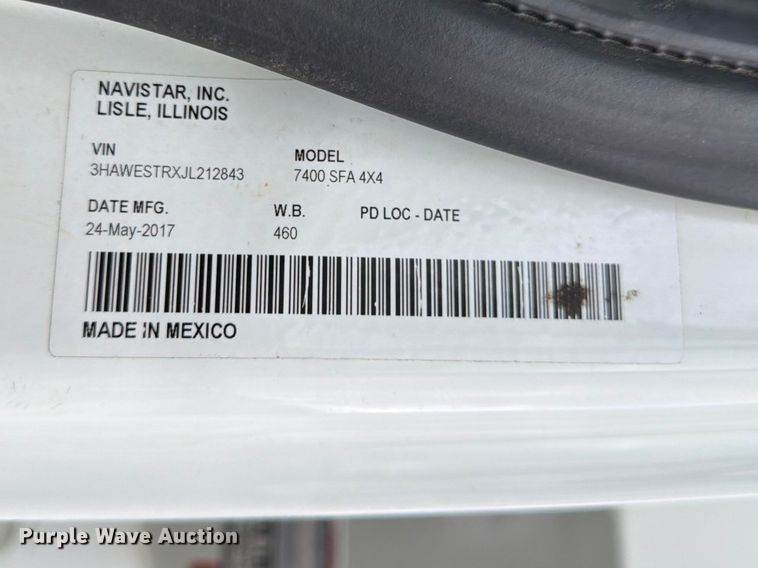 NAVISTAR, INC.
LISLE, ILLINOIS
VIN MODEL
3HAWESTRXJL212843 7400 SFA 4X4
DATE MFG. W.B. PD LOC - DATE
24-May-2017 460
MADE IN MEXICO
Purple Wave Auction